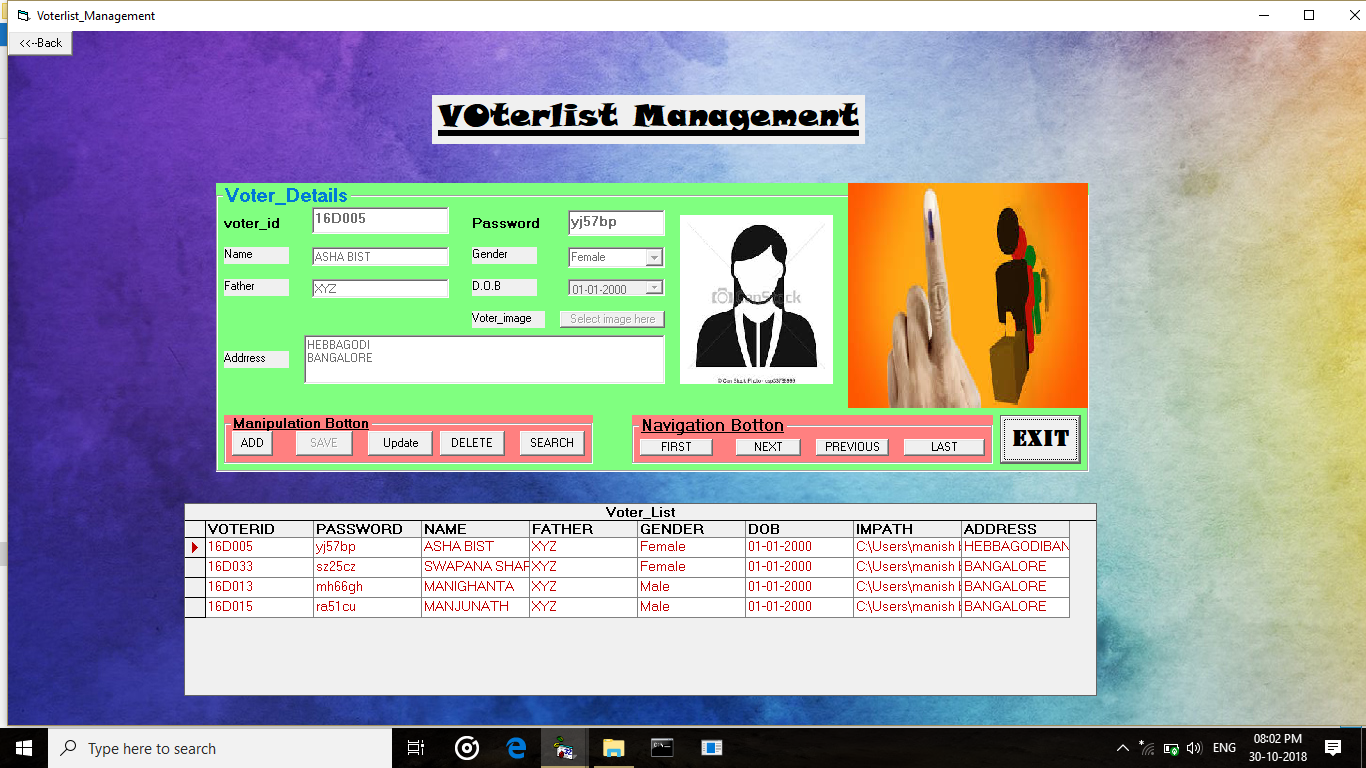 Voterlist_Management
<<--Back
VOterlist Management
Voter_Details
voter_id 16D005 Password yj57bp
Name ASHA BIST Gender Female
Father XYZ D.O.B 01-01-2000
Voter_image Select image here
Addrress HEBBAGODI
BANGALORE
CanStock
© Can Stock Photo
Manipulation Botton
ADD SAVE Update DELETE SEARCH
Navigation Botton
FIRST NEXT PREVIOUS LAST
EXIT
Voter_List
VOTERID PASSWORD NAME FATHER GENDER DOB IMPATH ADDRESS
16D005 yj57bp ASHA BIST XYZ Female 01-01-2000 C:\Users\manish HEBBAGODIBAN
16D033 sz25cz SWAPANA SHAR XYZ Female 01-01-2000 C:\Users\manish BANGALORE
16D013 mh66gh MANIGHANTA XYZ Male 01-01-2000 C:\Users\manish BANGALORE
16D015 ra51cu MANJUNATH XYZ Male 01-01-2000 C:\Users\manish BANGALORE
Type here to search
ENG
08:02 PM
30-10-2018